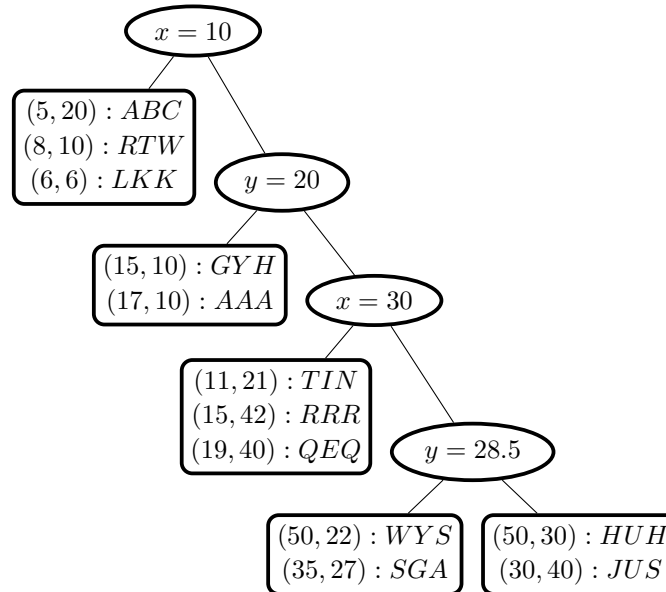 x = 10
(5, 20) : ABC
(8, 10) : RTW
(6, 6) : LKK
y = 20
(15, 10) : GYH
(17, 10) : AAA
x = 30
(11, 21) : TIN
(15, 42) : RRR
(19, 40) : QEQ
y = 28.5
(50, 22) : WYS
(35, 27) : SGA
(50, 30) : HUH
(30, 40) : JUS